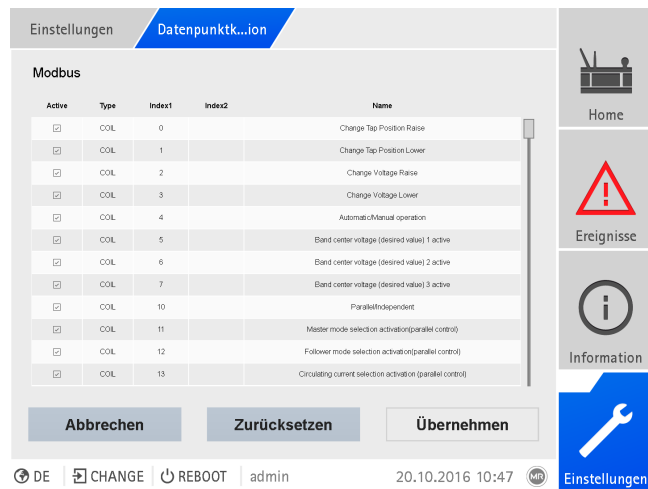 Einstellungen Datenpunktk...ion
Modbus
Active Type Index1 Index2 Name
COIL 0 Change Tap Position Raise
COIL 1 Change Tap Position Lower
COIL 2 Change Voltage Raise
COIL 3 Change Voltage Lower
COIL 4 Automatic/Manual operation
COIL 5 Band center voltage (desired value) 1 active
COIL 6 Band center voltage (desired value) 2 active
COIL 7 Band center voltage (desired value) 3 active
COIL 10 Parallel/Independent
COIL 11 Master mode selection activation(parallel control)
COIL 12 Follower mode selection activation(parallel control)
COIL 13 Circulating current selection activation (parallel control)
Abbrechen Zurücksetzen Übernehmen
DE CHANGE REBOOT admin 20.10.2016 10:47 MR
Home
Ereignisse
Information
Einstellungen